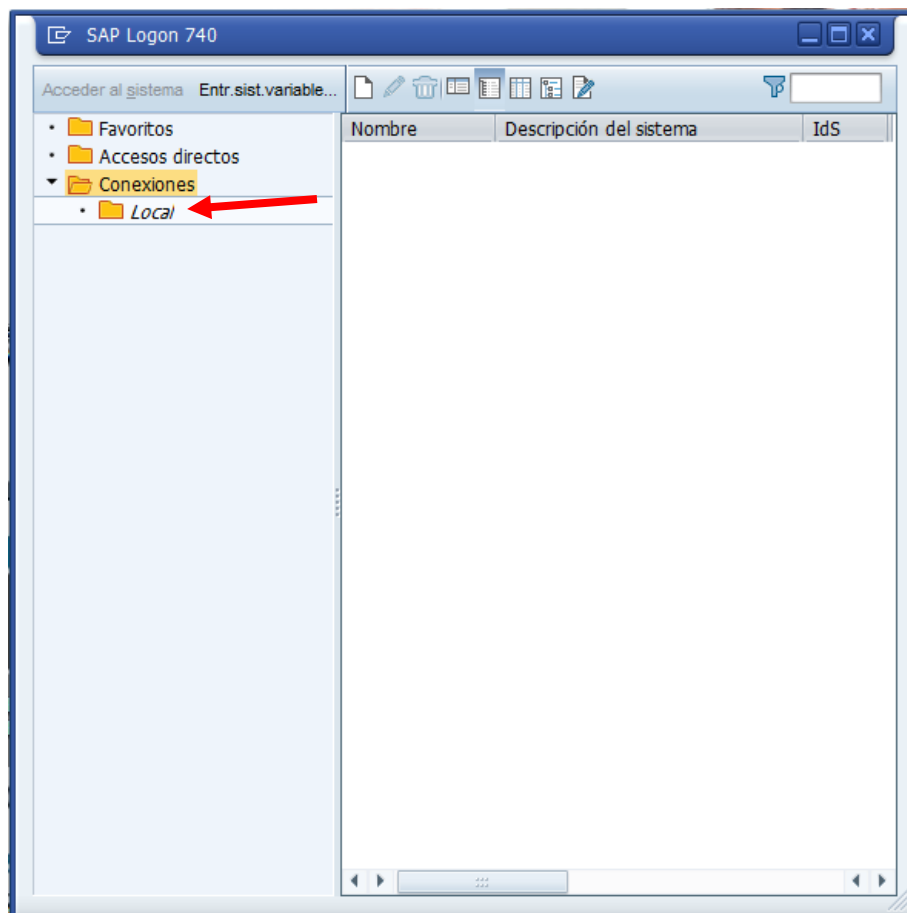 SAP Logon 740
Acceder al sistema Entr.sist.variable...
Favoritos
Accesos directos
Conexiones
Local
Nombre Descripción del sistema IdS